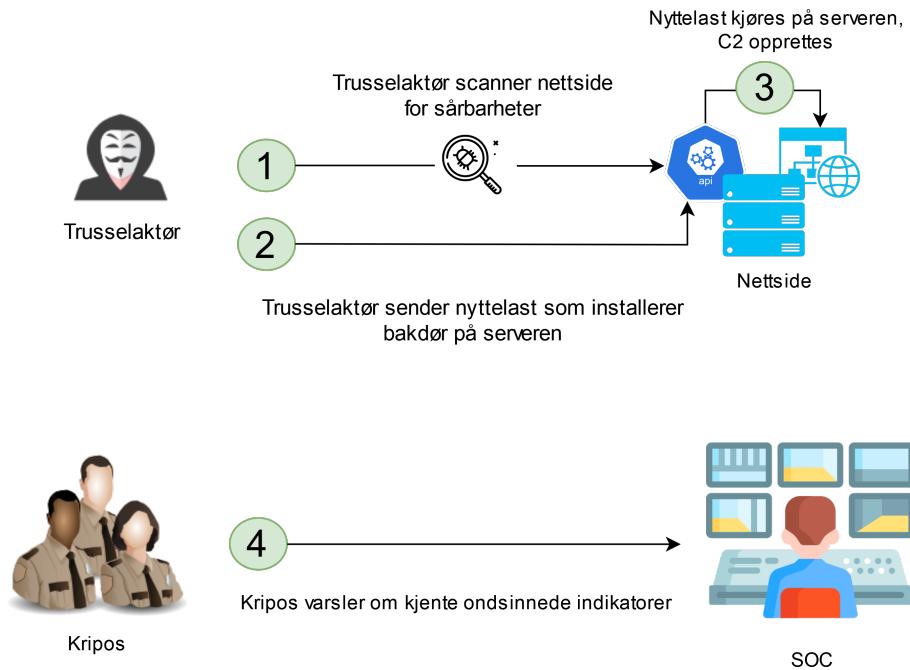 Nyttelast kjøres på serveren,
C2 opprettes
3
Trusselaktør scanner nettside
for sårbarheter
1
api
Trusselaktør
2
Nettside
Trusselaktør sender nyttelast som installerer
bakdør på serveren
4
Kripos varsler om kjente ondsinnede indikatorer
Kripos
SOC